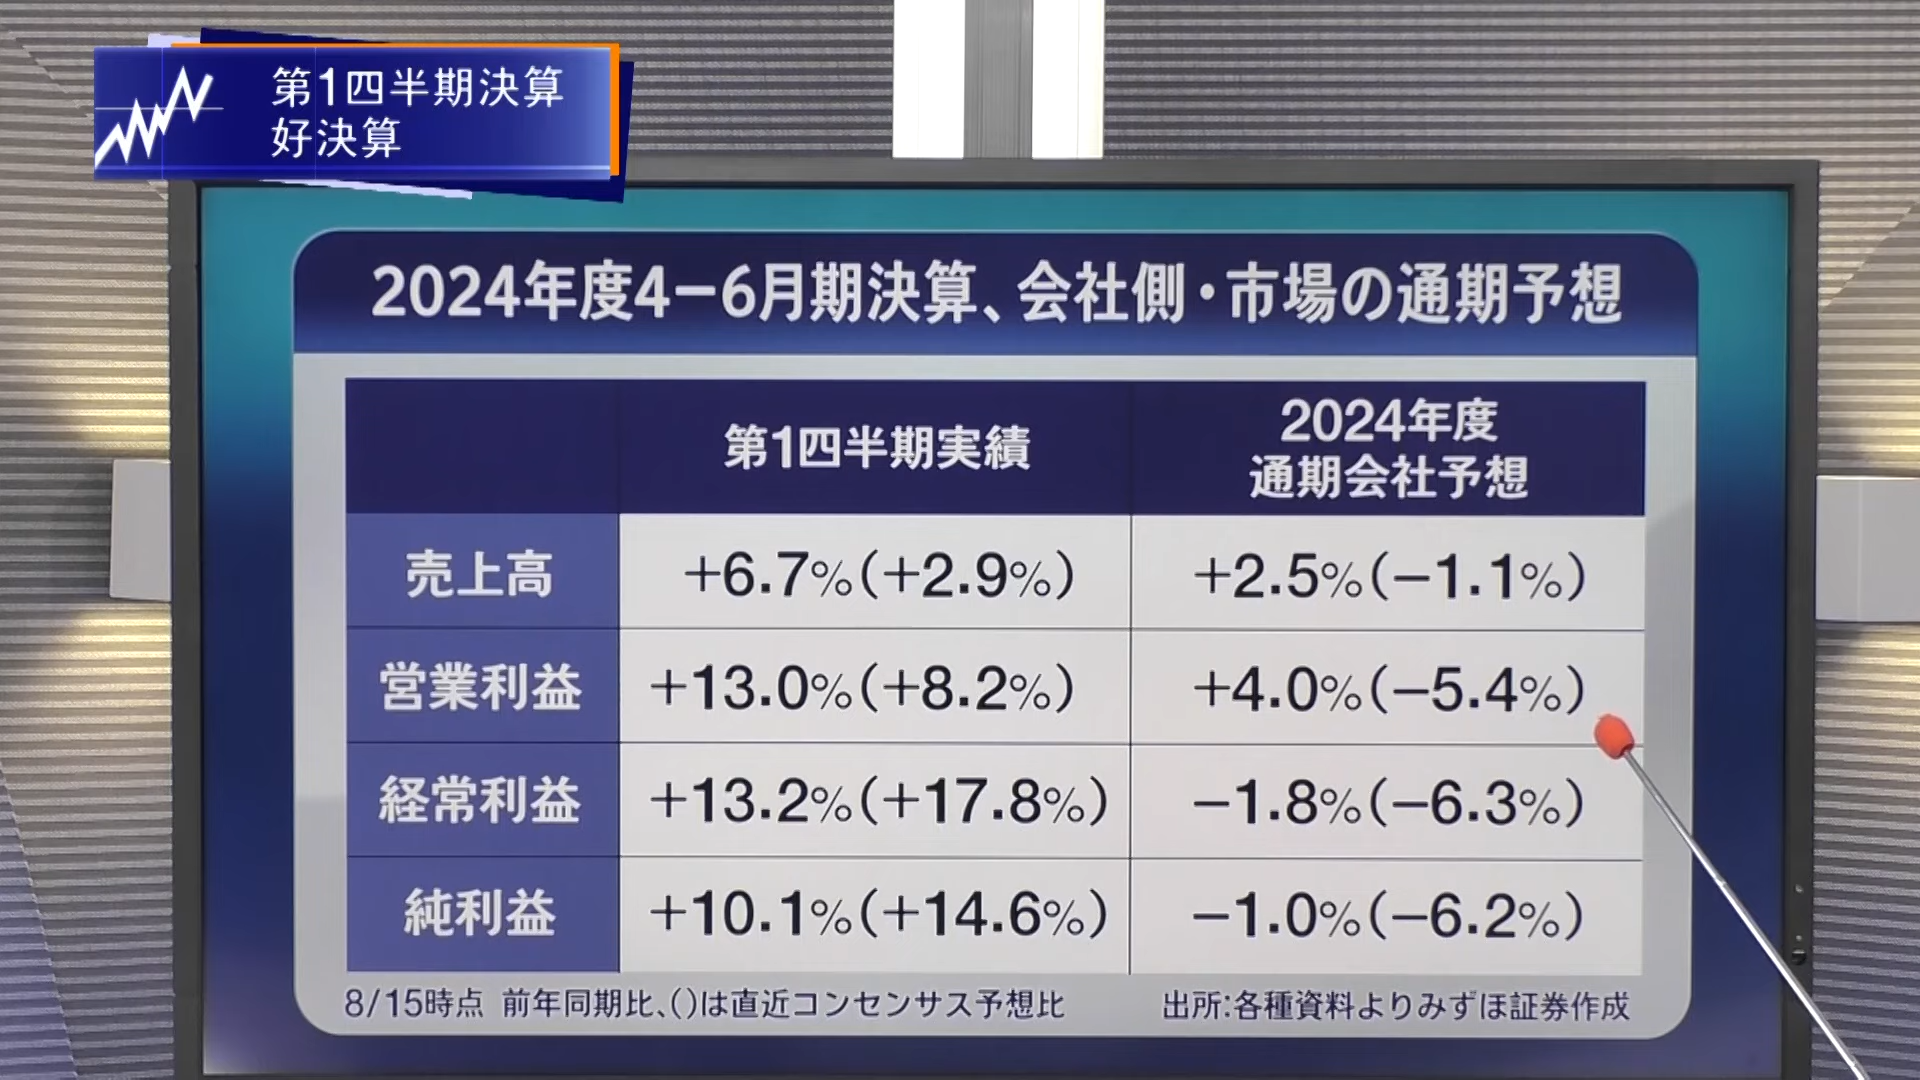 第1四半期決算
好決算
2024年度4−6月期決算、会社側・市場の通期予想
第1四半期実績
2024年度
通期会社予想
売上高 +6.7%(+2.9%) +2.5%(−1.1%)
営業利益 +13.0%(+8.2%) +4.0%(−5.4%)
経常利益 +13.2%(+17.8%) −1.8%(−6.3%)
純利益 +10.1%(+14.6%) −1.0%(−6.2%)
8/15時点 前年同期比、()は直近コンセンサス予想比
出所:各種資料よりみずほ証券作成